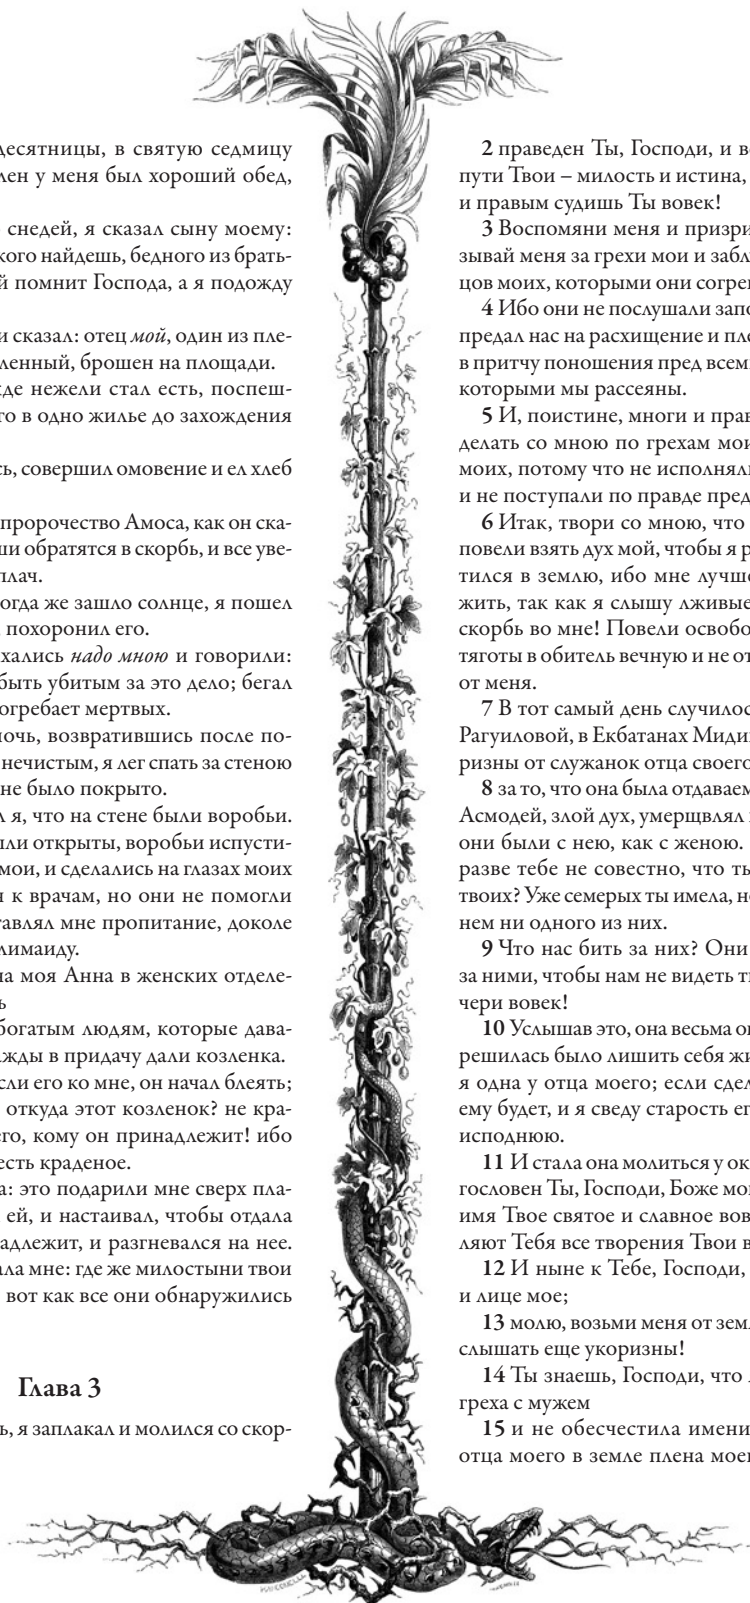 десятницы, в святую седмицу
лен у меня был хороший обед,
снедей, я сказал сыну моему:
кого найдешь, бедного из брать-
й помнит Господа, а я подожду
и сказал: отец мой, один из пле-
ленный, брошен на площади.
де нежели стал есть, поспеш-
го в одно жилье до захождения
сь, совершил омовение и ел хлеб
пророчество Амоса, как он ска-
ши обратятся в скорбь, и все уве-
плач.
огда же зашло солнце, я пошел
похоронил его.
хались надо мною и говорили:
быть убитым за это дело; бегал
огребает мертвых.
ночь, возвратившись после по-
нечистым, я лег спать за стеною
не было покрыто.
л я, что на стене были воробьи.
ыли открыты, воробьи испусти-
мои, и сделались на глазах моих
л к врачам, но они не помогли
тавлял мне пропитание, доколе
лимаиду.
на моя Анна в женских отделе-
ь
богатым людям, которые дава-
ажды в придачу дали козленка.
сли его ко мне, он начал блеять;
откуда этот козленок? не кра-
его, кому он принадлежит! ибо
есть краденое.
а: это подарили мне сверх пла-
ей, и настаивал, чтобы отдала
адлежит, и разгневался на нее.
ала мне: где же милостыни твои
вот как все они обнаружились
Глава 3
ь, я заплакал и молился со скор-
2 праведен Ты, Господи, и в
пути Твои – милость и истина,
и правым судишь Ты вовек!
3 Воспомяни меня и призри
зывай меня за грехи мои и забл
цов моих, которыми они согре
4 Ибо они не послушали запо
предал нас на расхищение и пле
в притчу поношения пред всем
которыми мы рассеяны.
5 И, поистине, многи и прав
делать со мною по грехам мои
моих, потому что не исполнял
и не поступали по правде пред
6 Итак, твори со мною, что
повели взять дух мой, чтобы я р
тился в землю, ибо мне лучше
жить, так как я слышу лживые
скорбь во мне! Повели освобо
тяготы в обитель вечную и не от
от меня.
7 В тот самый день случилос
Рагуиловой, в Екбатанах Миди
ризны от служанок отца своего
8 за то, что она была отдаваем
Асмодей, злой дух, умерщвлял
они были с нею, как с женою.
разве тебе не совестно, что ты
твоих? Уже семерых ты имела, н
нем ни одного из них.
9 Что нас бить за них? Они
за ними, чтобы нам не видеть т
чери вовек!
10 Услышав это, она весьма о
решилась было лишить себя жи
я одна у отца моего; если сдел
ему будет, и я сведу старость ег
исподнюю.
11 И стала она молиться у ок
гословен Ты, Господи, Боже мо
имя Твое святое и славное вов
ляют Тебя все творения Твои в
12 И ныне к Тебе, Господи,
и лице мое;
13 молю, возьми меня от земл
слышать еще укоризны!
14 Ты знаешь, Господи, что
греха с мужем
15 и не обесчестила имени
отца моего в земле плена мое